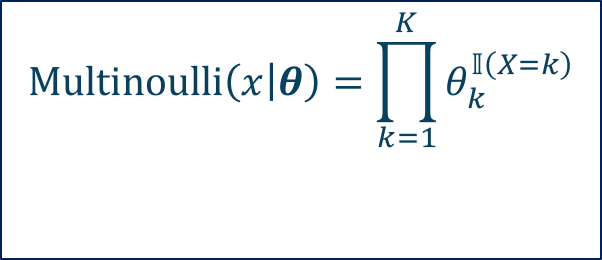 Multinoulli(x|𝜽) = ∏_{k=1}^{K} θ_k^{𝕀(X=k)}